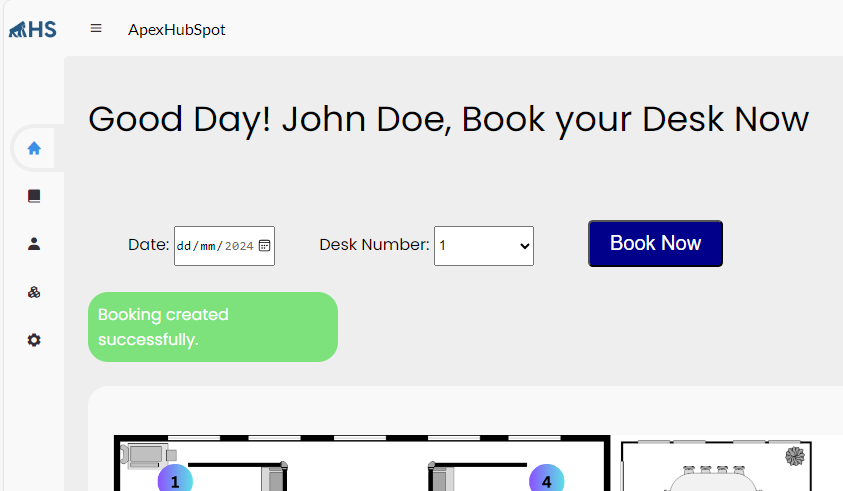 HS
ApexHubSpot
Good Day! John Doe, Book your Desk Now
Date: dd/mm/2024
Desk Number: 1
Book Now
Booking created
successfully.
1
4